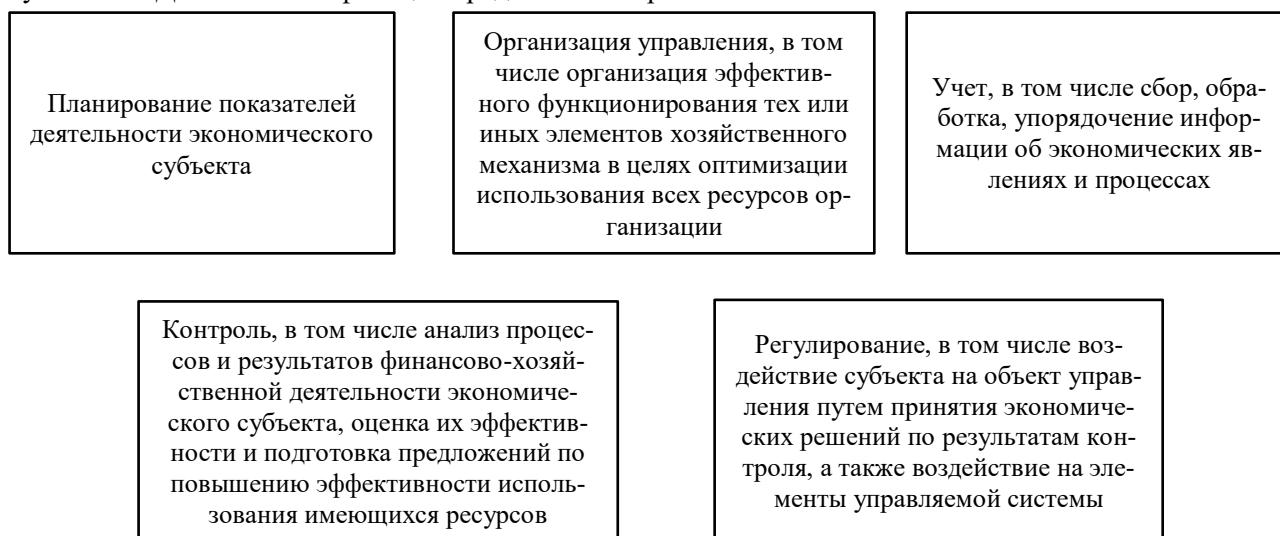 Планирование показателей
деятельности экономического
субъекта
Организация управления, в том
числе организация эффектив-
ного функционирования тех или
иных элементов хозяйственного
механизма в целях оптимизации
использования всех ресурсов ор-
ганизации
Учет, в том числе сбор, обра-
ботка, упорядочение инфор-
мации об экономических яв-
лениях и процессах
Контроль, в том числе анализ процес-
сов и результатов финансово-хозяй-
ственной деятельности экономиче-
ского субъекта, оценка их эффектив-
ности и подготовка предложений по
повышению эффективности исполь-
зования имеющихся ресурсов
Регулирование, в том числе воз-
действие субъекта на объект управ-
ления путем принятия экономиче-
ских решений по результатам кон-
троля, а также воздействие на эле-
менты управляемой системы